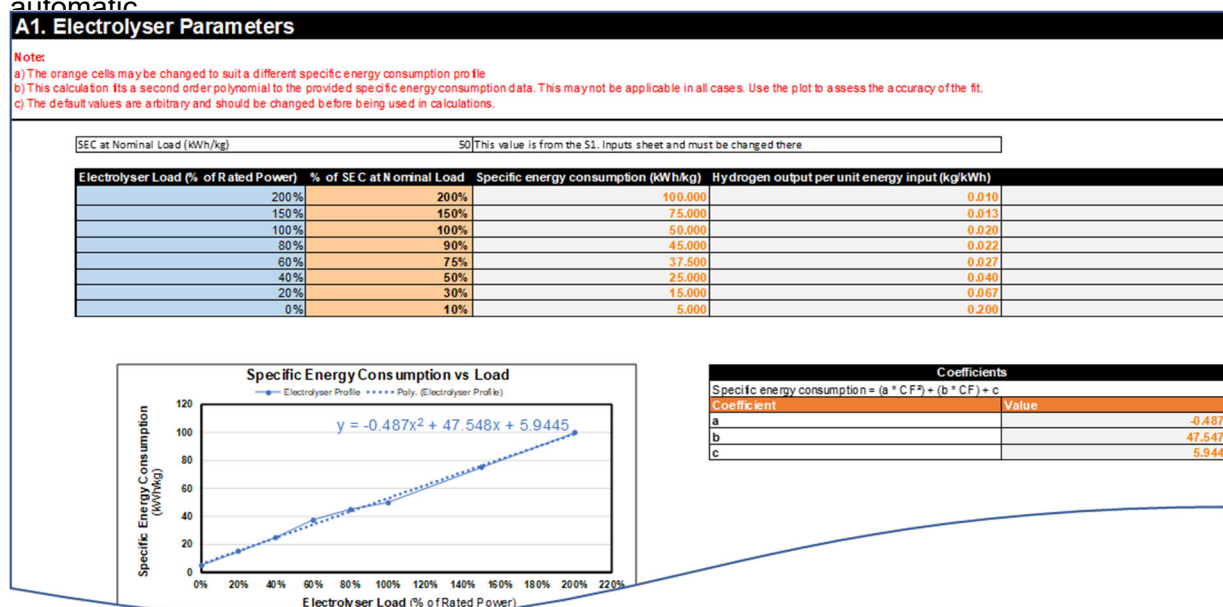 automatic
A1. Electrolyser Parameters
Note:
a) The orange cells may be changed to suit a different specific energy consumption profile
b) This calculation fits a second order polynomial to the provided specific energy consumption data. This may not be applicable in all cases. Use the plot to assess the accuracy of the fit.
c) The default values are arbitrary and should be changed before being used in calculations.
SEC at Nominal Load (kWh/kg) 50 This value is from the S1. Inputs sheet and must be changed there
Electrolyser Load (% of Rated Power) % of SEC at Nominal Load Specific energy consumption (kWh/kg) Hydrogen output per unit energy input (kg/kWh)
200% 200% 100.000 0.010
150% 150% 75.000 0.013
100% 100% 50.000 0.020
80% 90% 45.000 0.022
60% 75% 37.500 0.027
40% 50% 25.000 0.040
20% 30% 15.000 0.067
0% 10% 5.000 0.200
Specific Energy Consumption vs Load
Electrolyser Profile Poly. (Electrolyser Profile)
y = -0.487x² + 47.548x + 5.9445
Specific Energy Consumption
(kWh/kg)
120
100
80
60
40
20
0
0% 20% 40% 60% 80% 100% 120% 140% 160% 180% 200% 220%
Electrolyser Load (% of Rated Power)
Coefficients
Specific energy consumption = (a * CF²) + (b * CF) + c
Coefficient Value
a -0.487
b 47.547
c 5.944